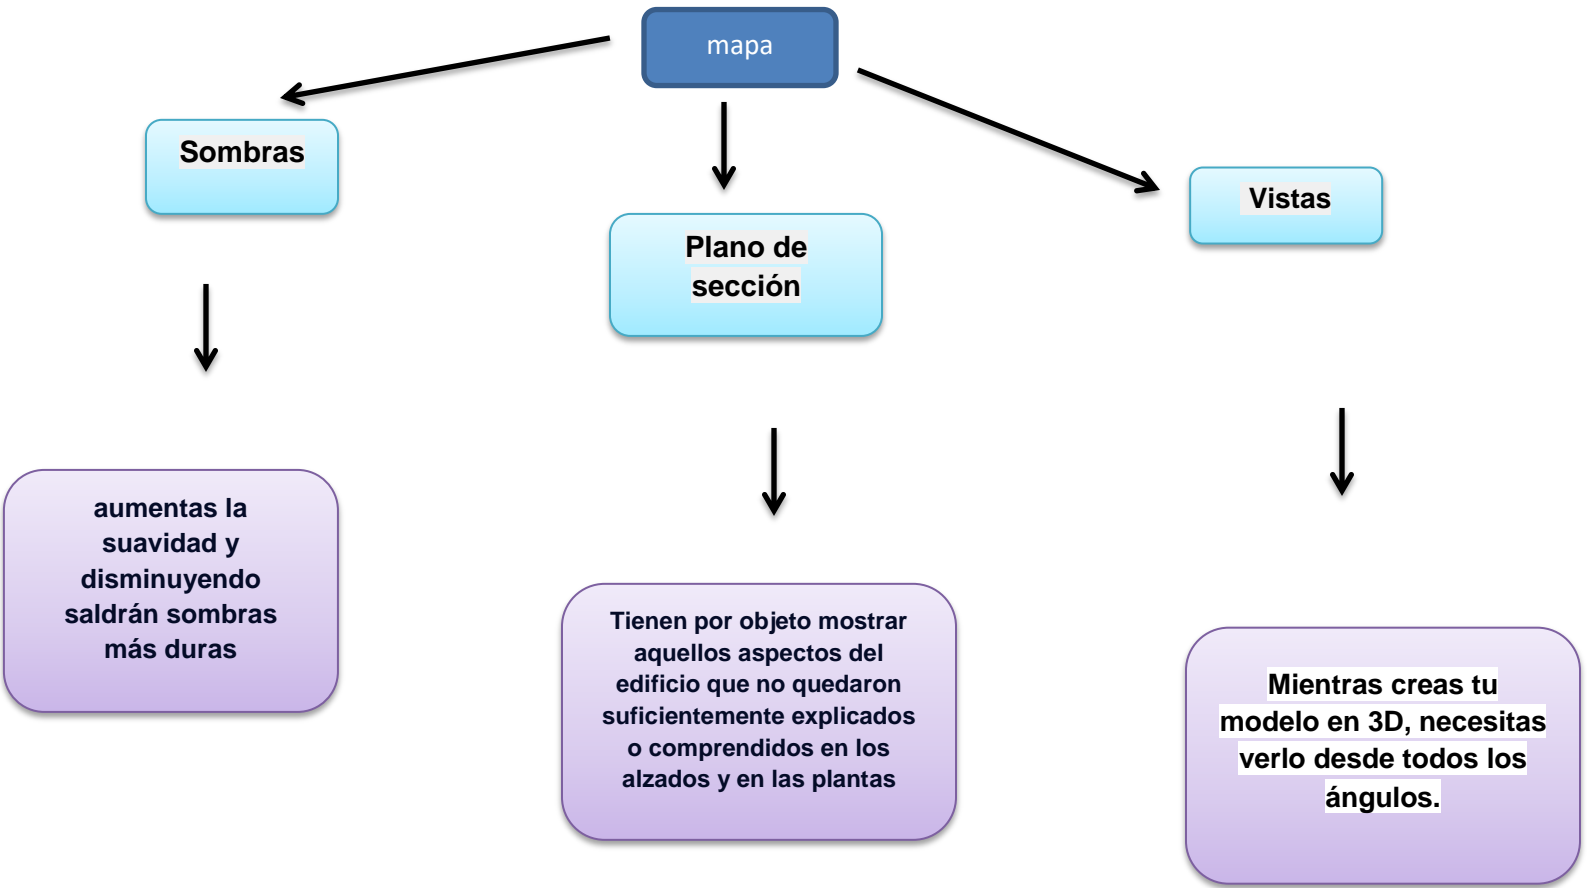 mapa
Sombras
Plano de
sección
Vistas
aumentas la
suavidad y
disminuyendo
saldrán sombras
más duras
Tienen por objeto mostrar
aquellos aspectos del
edificio que no quedaron
suficientemente explicados
o comprendidos en los
alzados y en las plantas
Mientras creas tu
modelo en 3D, necesitas
verlo desde todos los
ángulos.